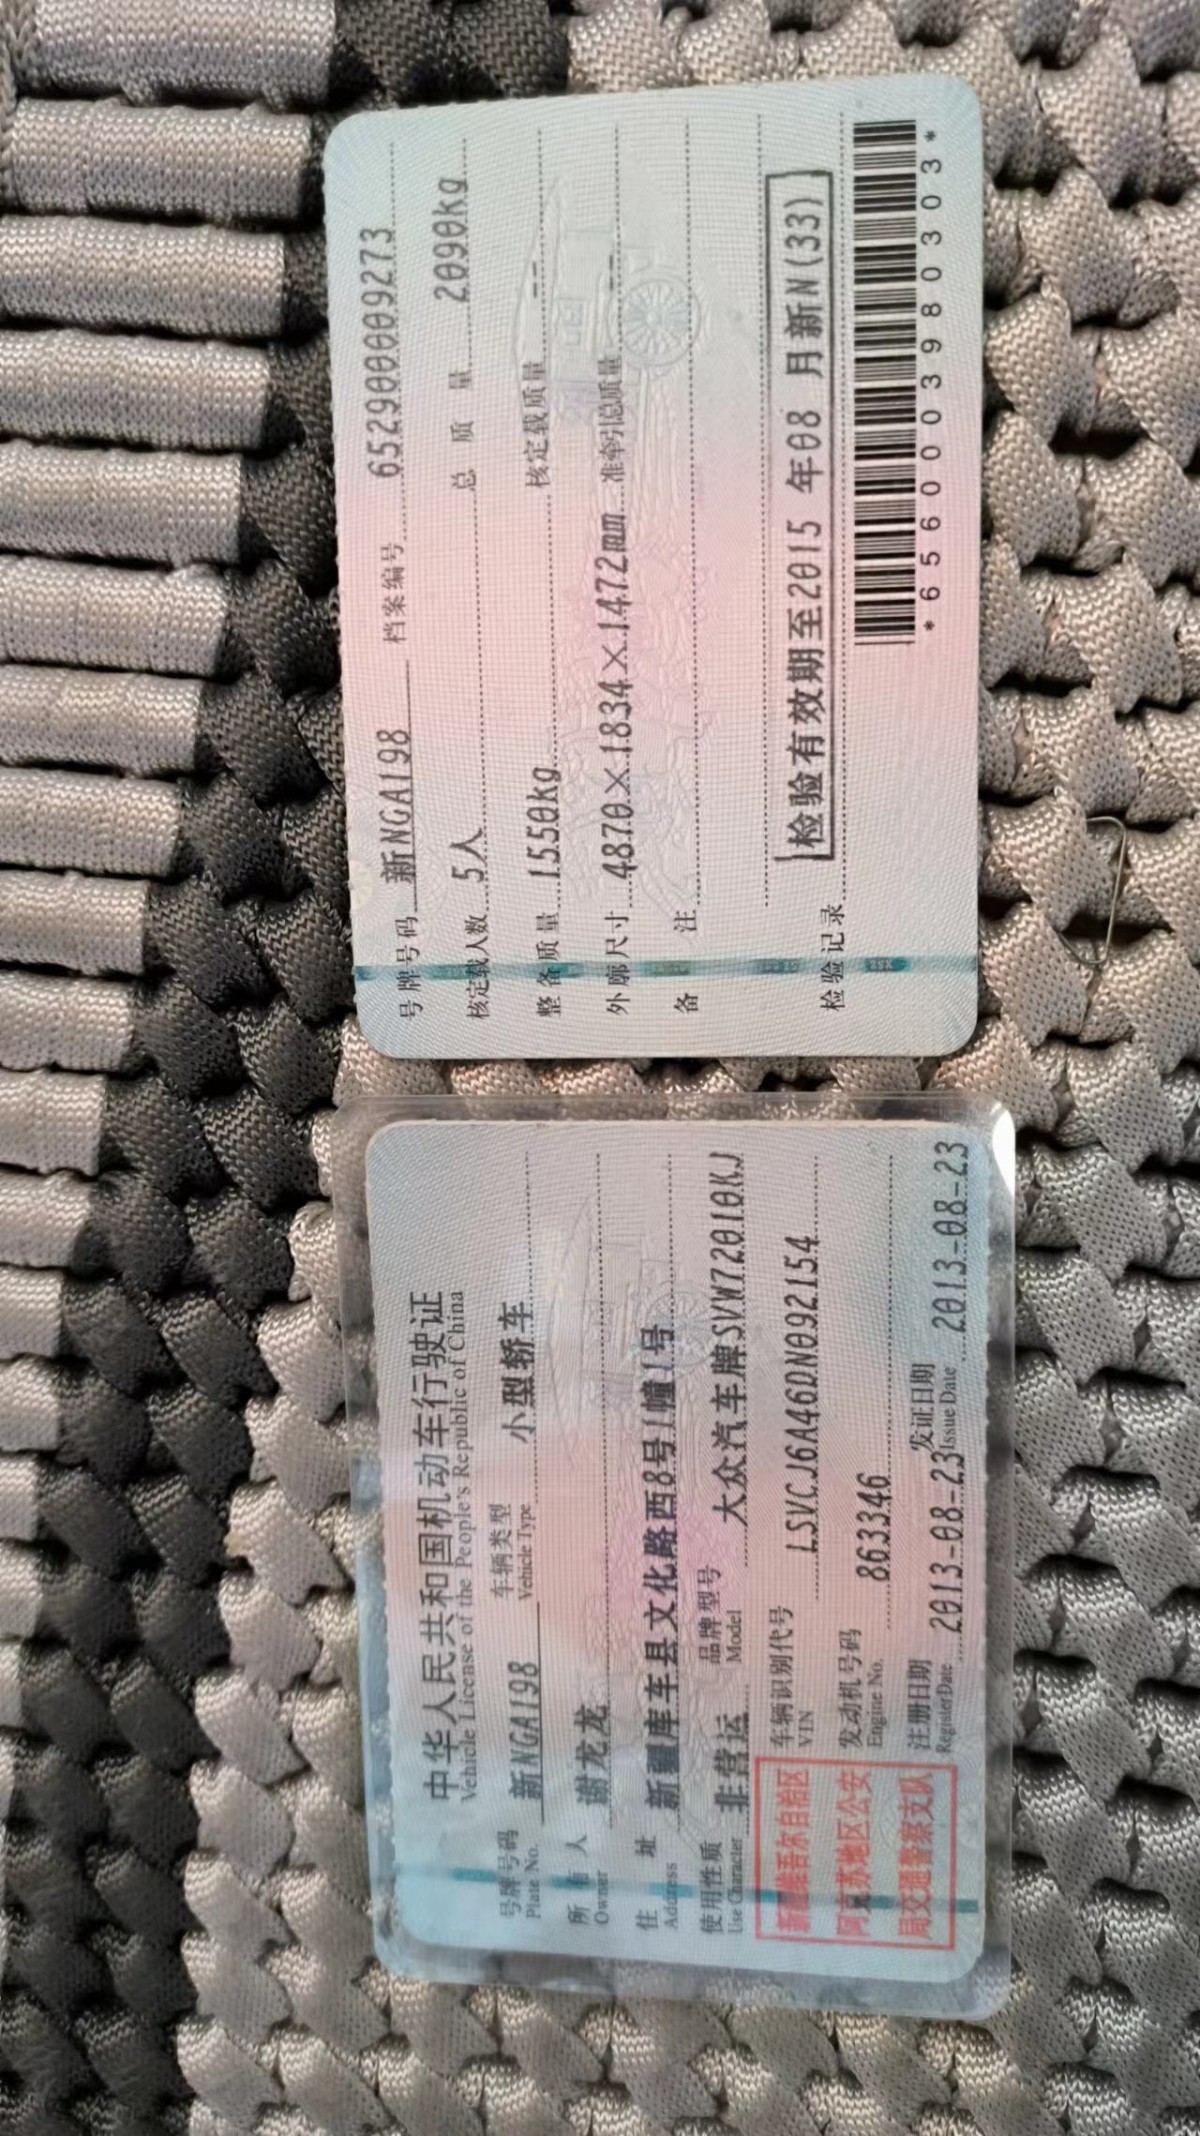 中华人民共和国机动车行驶证
Vehicle License of the People's Republic of China
号牌号码 新NGA198 车辆类型 小型轿车
Plate No. Vehicle Type
所有人 谢龙龙
Owner
住址 新疆库车县文化路西8号1幢11号
Address
使用性质 非营运 品牌型号 大众汽车牌SVW72010KJ
Use Character Model
车辆识别代号 LSVCJ6A46DN092154
VIN
发动机号码 863346
Engine No.
注册日期 2013-08-23 发证日期 2013-08-23
Register Date Issue Date
新疆维吾尔自治区
阿克苏地区公安
局交通警察支队
号牌号码 新NGA198 档案编号 652900009273
核定载人数 5人 总质量 2090kg
整备质量 1550kg 核定载质量 --
外廓尺寸 4870×1834×1472mm 准牵引总质量 --
备注
检验记录 检验有效期至2015年08月新N(33)
*6560003980303*